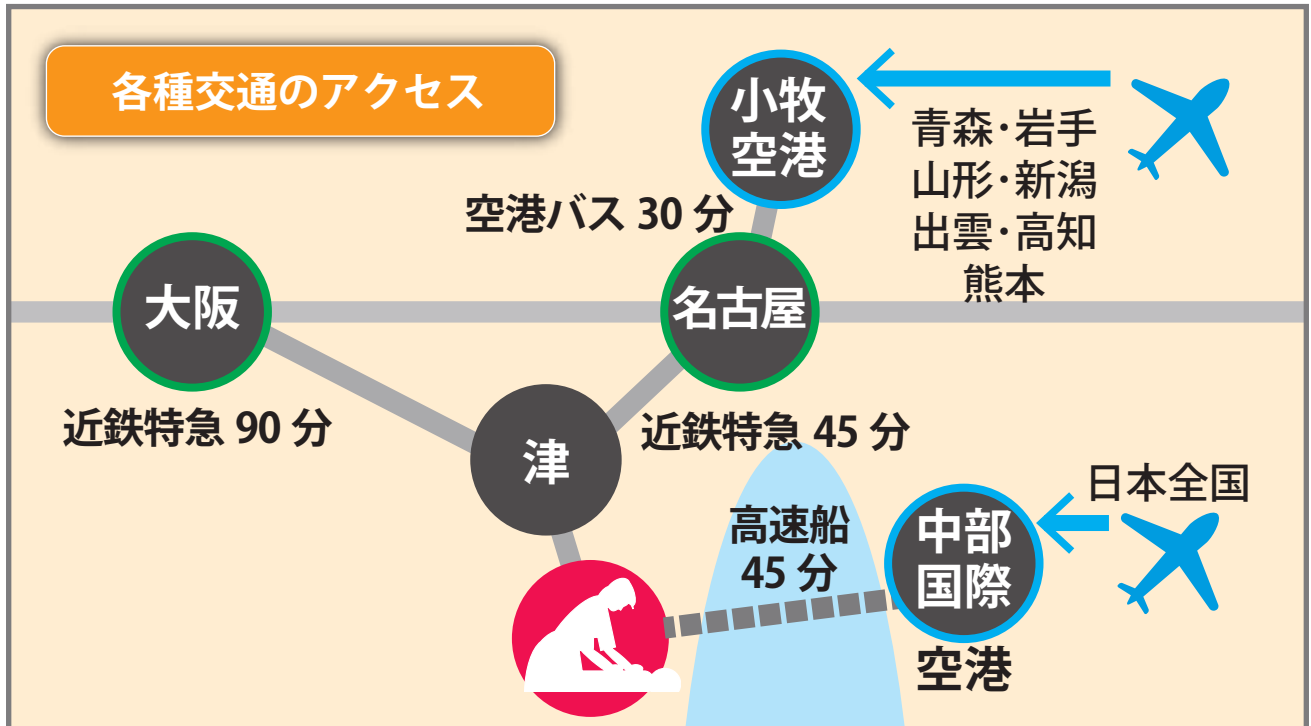 各種交通のアクセス
小牧
空港
青森・岩手
山形・新潟
出雲・高知
熊本
空港バス 30 分
大阪
名古屋
近鉄特急 90 分
近鉄特急 45 分
津
高速船
45 分
中部
国際
空港
日本全国